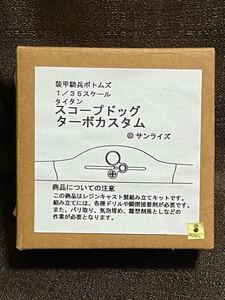 装甲騎兵ボトムズ
1／35スケール
タイタン
スコープドッグ
ターボカスタム
©サンライズ
商品についての注意
この商品はレジンキャスト製組み立てキットです。
組み立てには、各種ドリルや瞬間接着剤が必要です。
また、バリ取り、気泡埋め、離型剤落としなどの
作業が必要となります。